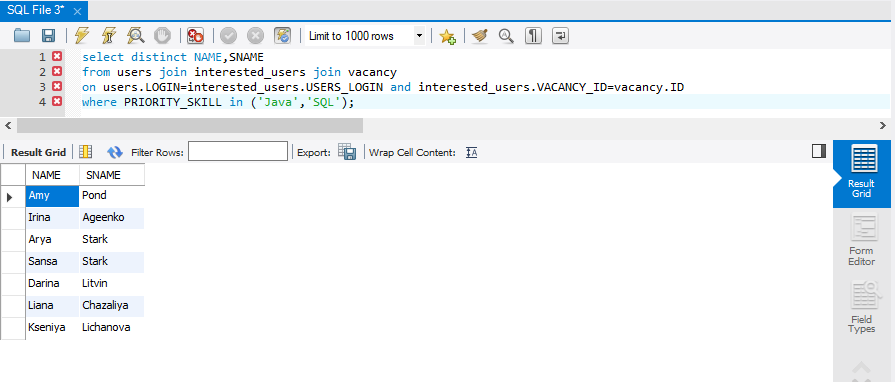 SQL File 3*
Limit to 1000 rows
1 select distinct NAME,SNAME
2 from users join interested_users join vacancy
3 on users.LOGIN=interested_users.USERS_LOGIN and interested_users.VACANCY_ID=vacancy.ID
4 where PRIORITY_SKILL in ('Java','SQL');
Result Grid Filter Rows: Export: Wrap Cell Content:
NAME SNAME
Amy Pond
Irina Ageenko
Arya Stark
Sansa Stark
Darina Litvin
Liana Chazaliya
Kseniya Lichanova
Result
Grid
Form
Editor
Field
Types